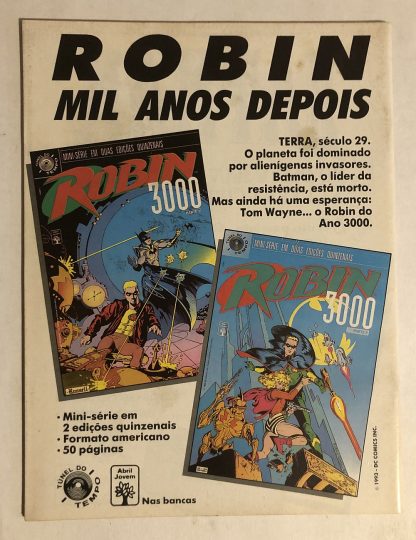 ROBIN
MIL ANOS DEPOIS
TERRA, século 29.
O planeta foi dominado
por alienígenas invasores.
Batman, o líder da
resistência, está morto.
Mas ainda há uma esperança:
Tom Wayne... o Robin do
Ano 3000.
MINI-SÉRIE EM DUAS EDIÇÕES QUINZENAIS
ROBIN
3000
MINI-SÉRIE EM DUAS EDIÇÕES QUINZENAIS
ROBIN
3000
• Mini-série em
2 edições quinzenais
• Formato americano
• 50 páginas
TÚNEL DO TEMPO
Abril
Jovem
Nas bancas
© 1993 - DC COMICS INC.